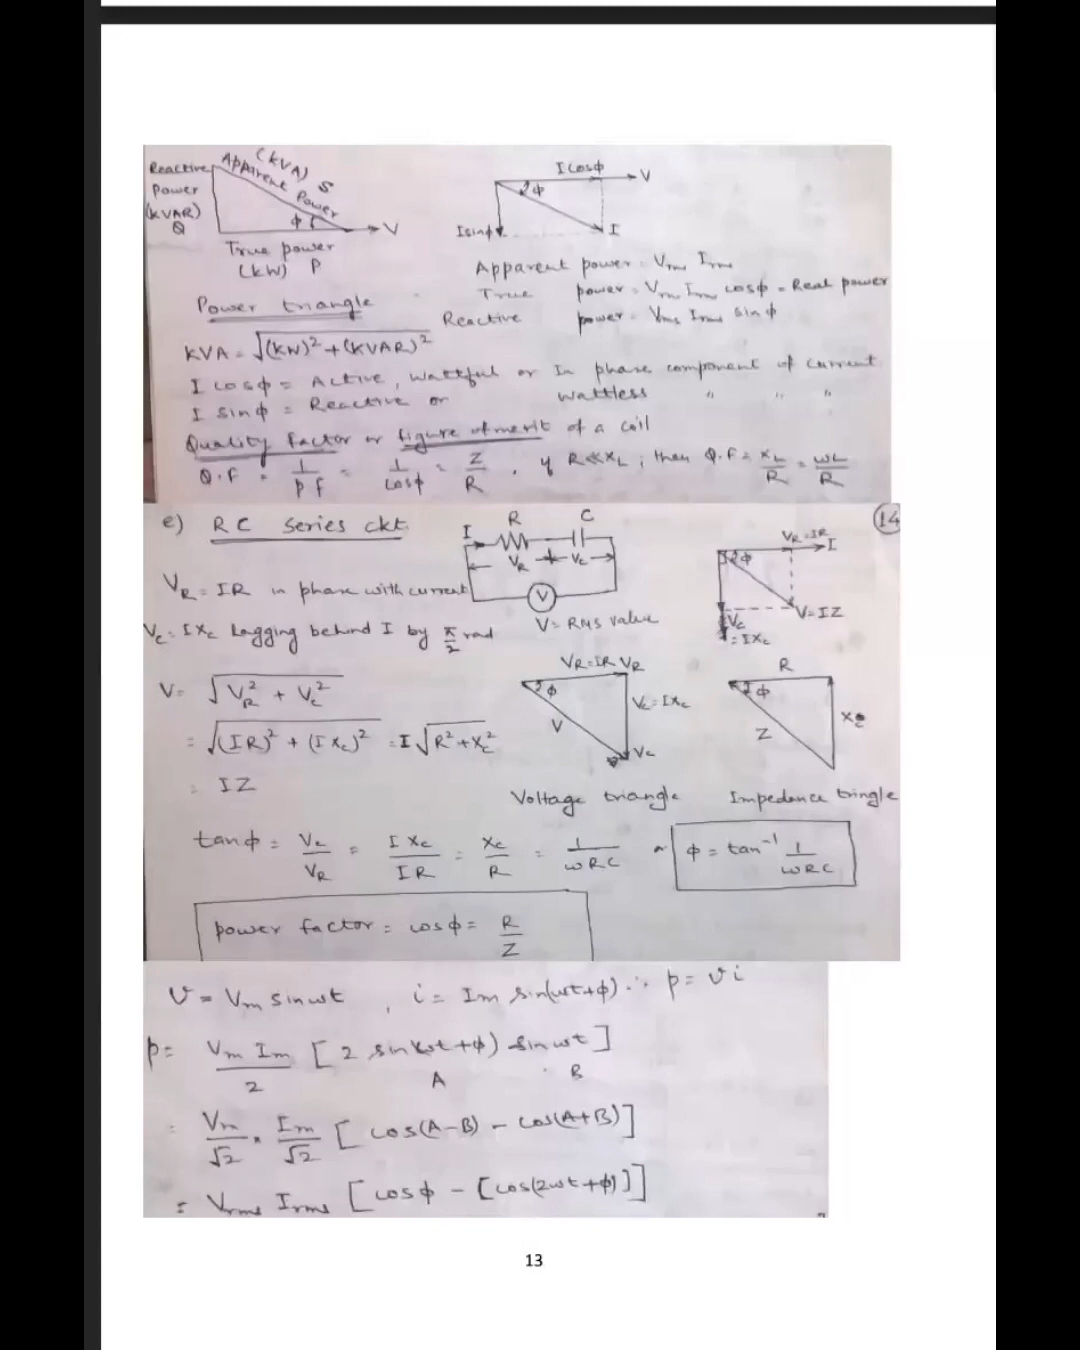 Reactive Power (KVAR) Q
Apparent Power (KVA) S
φ
V
True power (KW) P
Power triangle
I cosφ
V
φ
I sinφ
I
Apparent power = Vrms Irms
True power = Vrms Irms cosφ = Real power
Reactive power = Vrms Irms sinφ
KVA = √(KW)² + (KVAR)²
I cosφ = Active, wattful or In phase component of current
I sinφ = Reactive or wattless " " "
Quality factor or figure of merit of a coil
Q.F = 1/pf = 1/cosφ = Z/R . If R<<XL ; then Q.F = XL/R = ωL/R
14
e) RC series ckt
I
R
C
VR
VC
V
V = RMS value
VR = IR
I
φ
V = IZ
VC = IXC
VR = IR in phase with current
VC = IXC Lagging behind I by π/2 rad
V = √VR² + VC²
= √(IR)² + (IXC)² = I√R² + XC²
= IZ
VR = IR VR
φ
V
VC = IXC
VC
Voltage triangle
R
φ
Z
XC
Impedance tringle
tanφ = VC/VR = IXC/IR = XC/R = 1/ωRC
φ = tan⁻¹ 1/ωRC
power factor = cosφ = R/Z
v = Vm sinωt , i = Im sin(ωt+φ) ∴ p = vi
p = Vm Im/2 [2 sin(ωt+φ) sinωt]
A B
= Vm/√2 . Im/√2 [cos(A-B) - cos(A+B)]
= Vrms Irms [cosφ - [cos(2ωt+φ)]]
13